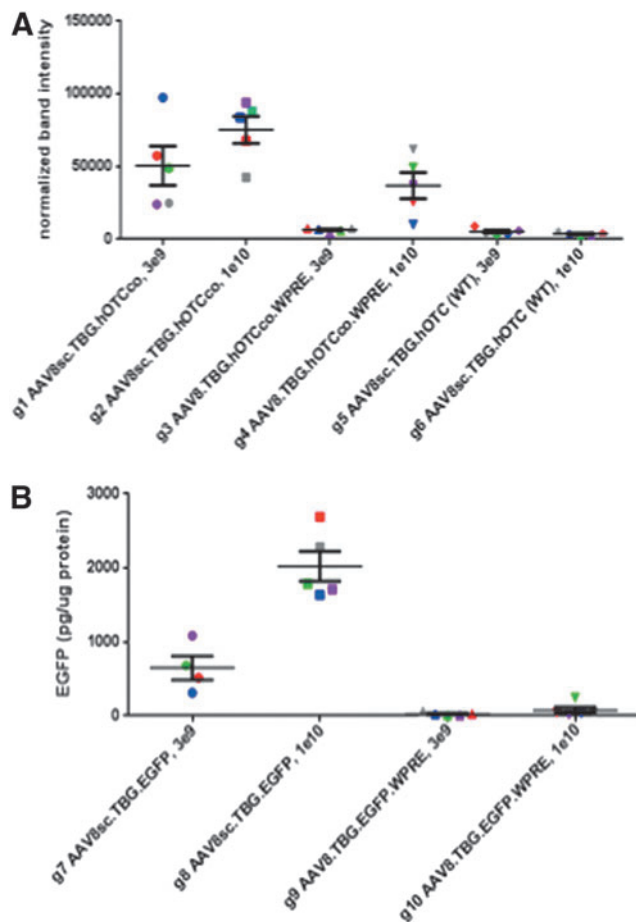 A
150000
100000
50000
0
normalized band intensity
g1 AAV8sc.TBG.hOTCco, 3e9
g2 AAV8sc.TBG.hOTCco, 1e10
g3 AAV8.TBG.hOTCco.WPRE, 3e9
g4 AAV8.TBG.hOTCco.WPRE, 1e10
g5 AAV8sc.TBG.hOTC (WT), 3e9
g6 AAV8sc.TBG.hOTC (WT), 1e10
B
3000
2000
1000
0
EGFP (pg/ug protein)
g7 AAV8sc.TBG.EGFP, 3e9
g8 AAV8sc.TBG.EGFP, 1e10
g9 AAV8.TBG.EGFP.WPRE, 3e9
g10 AAV8.TBG.EGFP.WPRE, 1e10